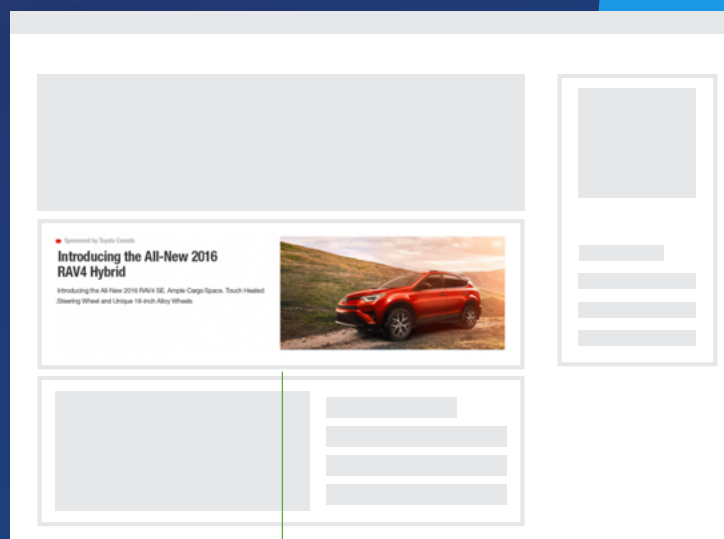 Sponsored by Toyota Canada
Introducing the All-New 2016
RAV4 Hybrid
Introducing the All-New 2016 RAV4 SE. Ample Cargo Space, Touch Heated
Steering Wheel and Unique 18-inch Alloy Wheels